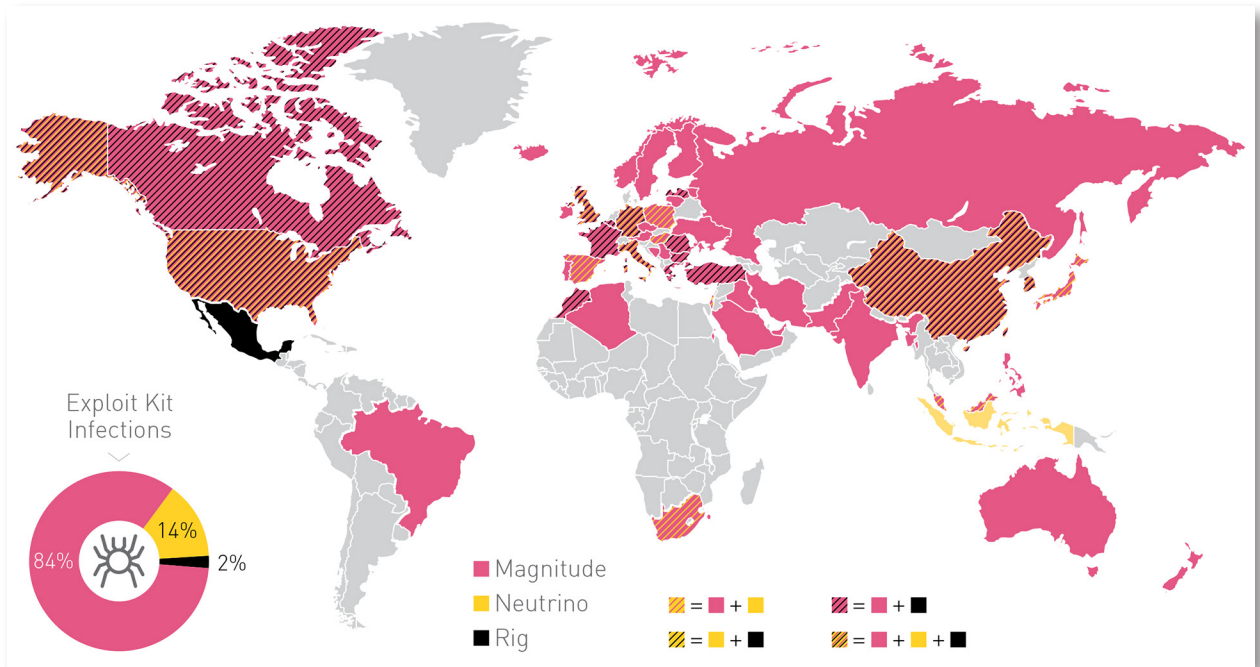 Exploit Kit
Infections
84%
14%
2%
Magnitude
Neutrino
Rig
= +
= +
= +
= + +